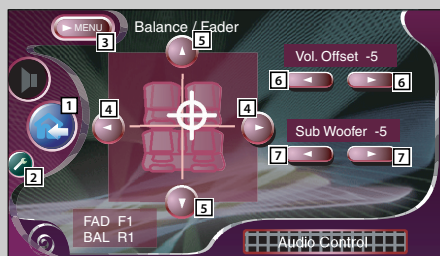 MENU
Balance / Fader
3
5
Vol. Offset -5
6
6
1
4
4
Sub Woofer -5
7
7
2
5
FAD F1
BAL R1
Audio Control